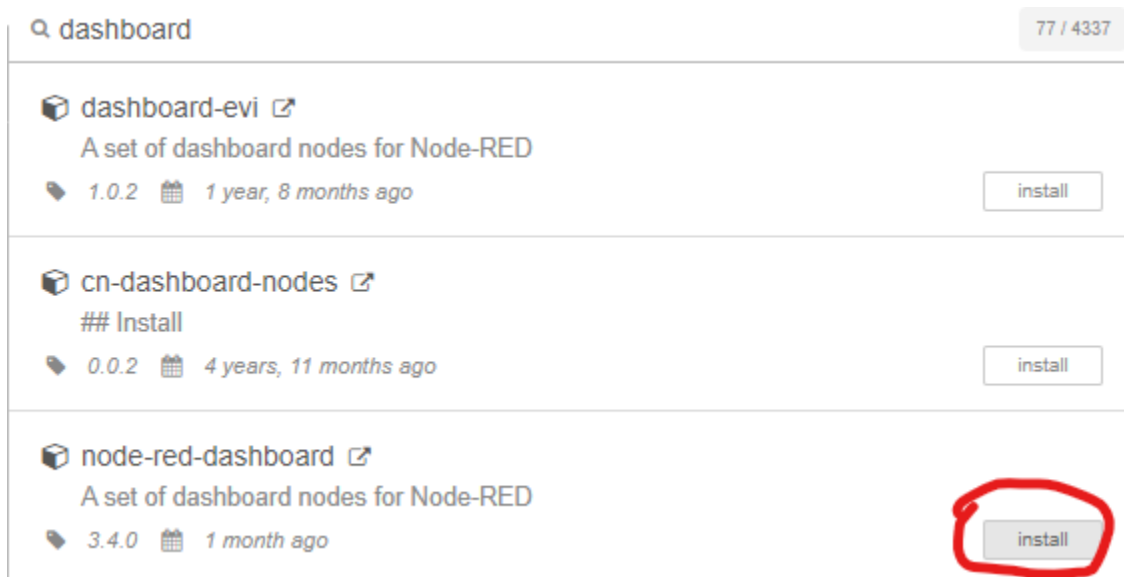 dashboard 77 / 4337
dashboard-evi
A set of dashboard nodes for Node-RED
1.0.2 1 year, 8 months ago install
cn-dashboard-nodes
## Install
0.0.2 4 years, 11 months ago install
node-red-dashboard
A set of dashboard nodes for Node-RED
3.4.0 1 month ago install